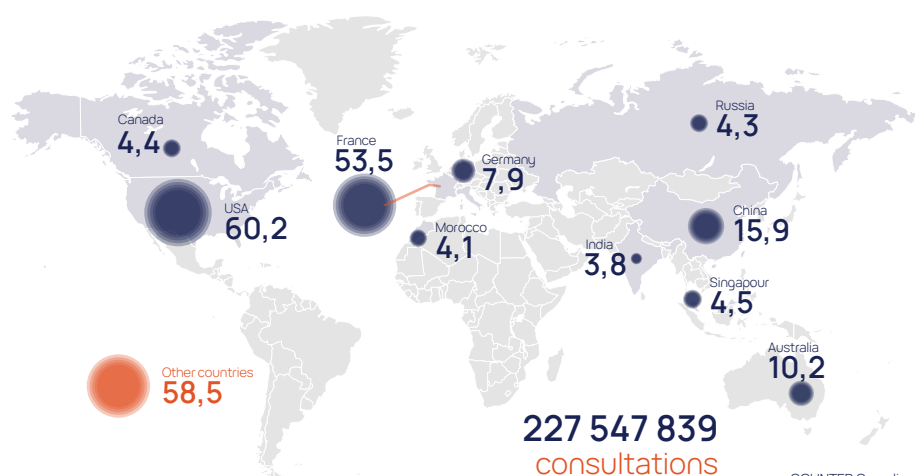 Canada
4,4
USA
60,2
France
53,5
Germany
7,9
Morocco
4,1
Russia
4,3
China
15,9
India
3,8
Singapour
4,5
Australia
10,2
Other countries
58,5
227 547 839
consultations
COUNTER